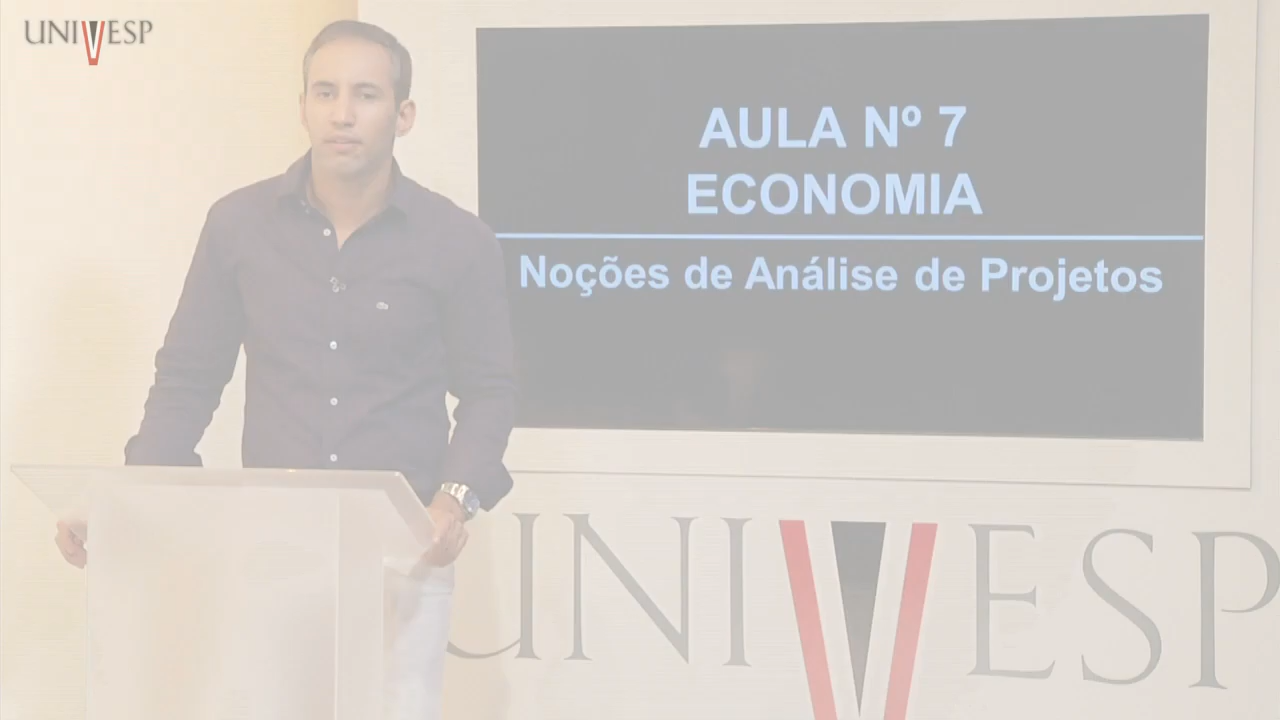 UNIVESP
AULA Nº 7
ECONOMIA
Noções de Análise de Projetos
UNIVESP